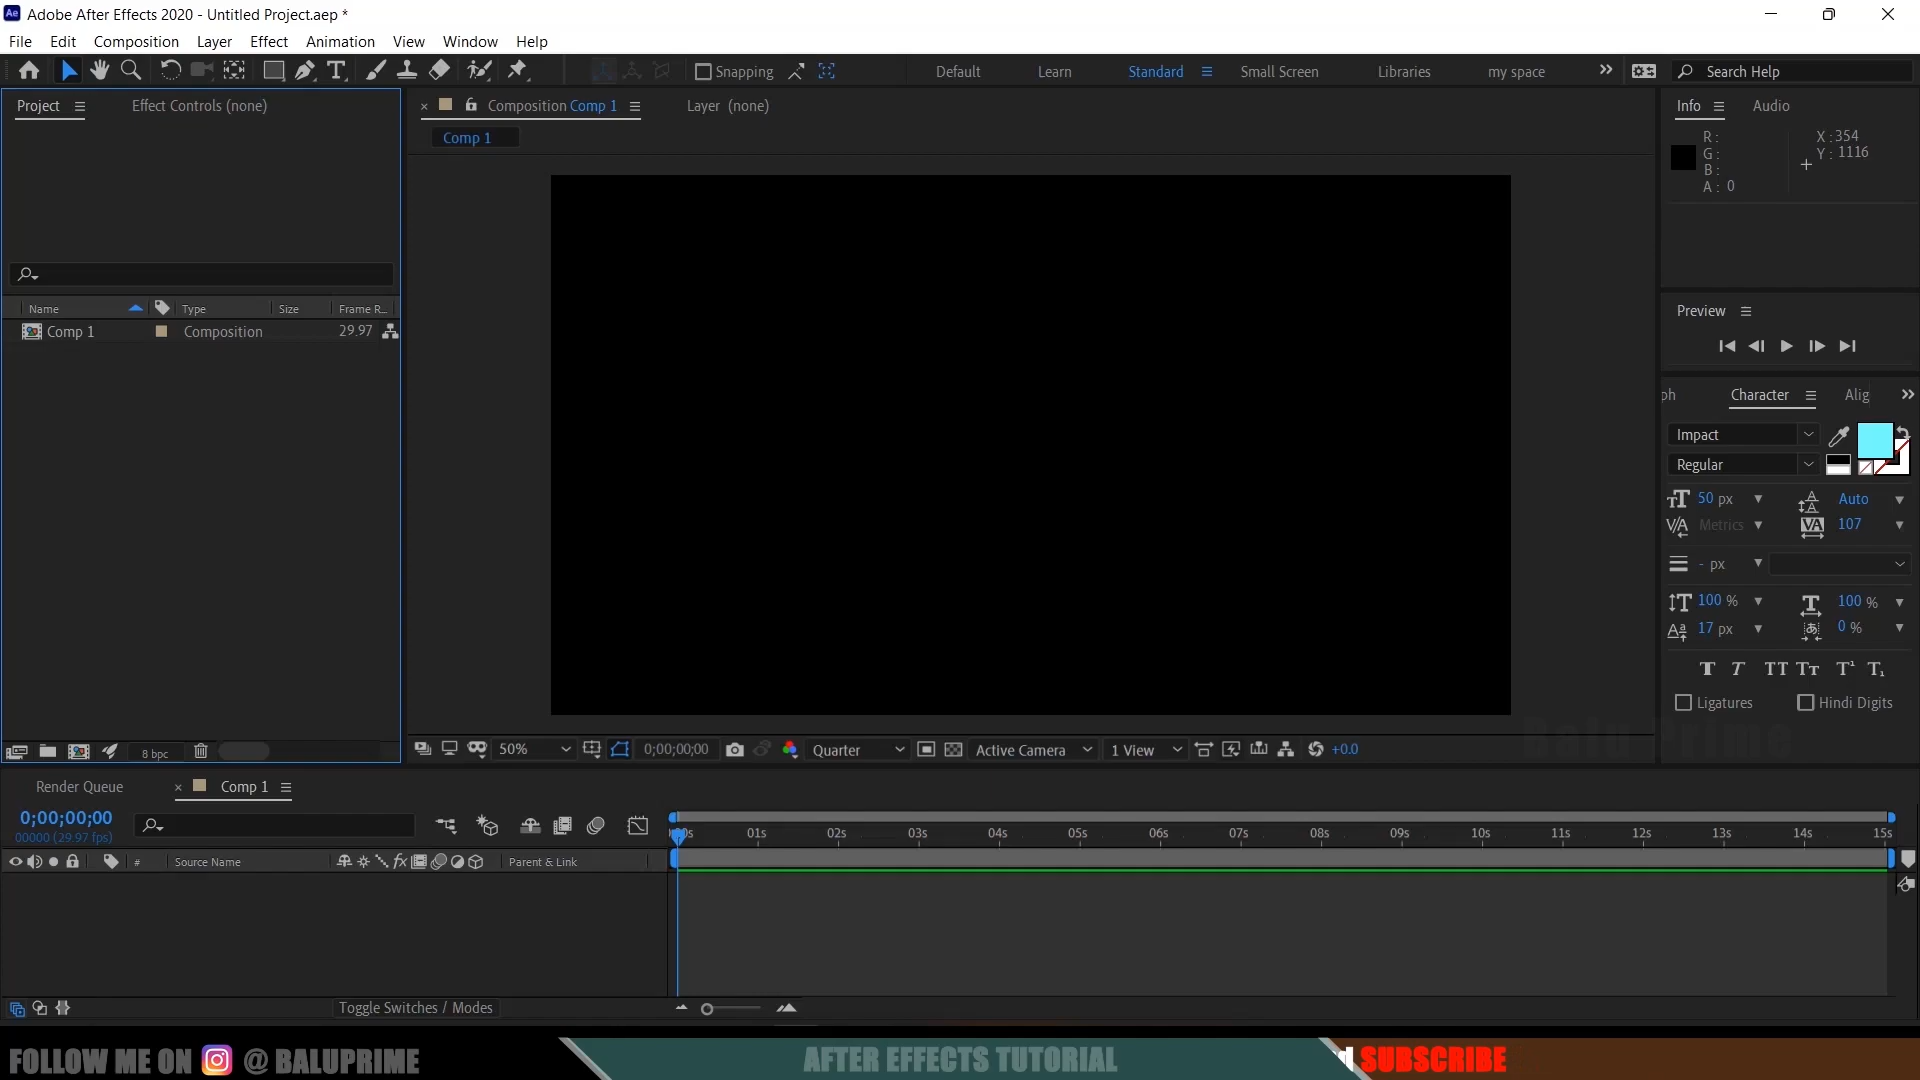 Adobe After Effects 2020 - Untitled Project.aep *
File Edit Composition Layer Effect Animation View Window Help
Snapping Default Learn Standard Small Screen Libraries my space Search Help
Project Effect Controls (none)
Composition Comp 1 Layer (none)
Comp 1
Name Type Size Frame R...
Comp 1 Composition 29.97
8 bpc
50% 0;00;00;00 Quarter Active Camera 1 View +0.0
Info Audio
R :
G :
B :
A : 0
X : 354
Y : 1116
Preview
ph Character Alig
Impact
Regular
50 px Auto
Metrics 107
- px
100 % 100 %
17 px 0 %
Ligatures Hindi Digits
Balu Prime
Render Queue Comp 1
0;00;00;00
00000 (29.97 fps)
# Source Name Parent & Link
0s 01s 02s 03s 04s 05s 06s 07s 08s 09s 10s 11s 12s 13s 14s 15s
Toggle Switches / Modes
FOLLOW ME ON @ BALUPRIME
AFTER EFFECTS TUTORIAL
SUBSCRIBE